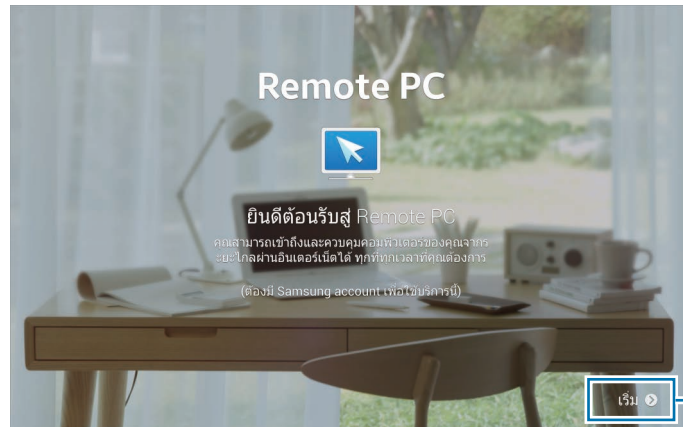 Remote PC
ยินดีต้อนรับสู่ Remote PC
คุณสามารถเข้าถึงและควบคุมคอมพิวเตอร์ของคุณจากร
ะยะไกลผ่านอินเตอร์เน็ตได้ ทุกที่ทุกเวลาที่คุณต้องการ
(ต้องมี Samsung account เพื่อใช้บริการนี้)
เริ่ม